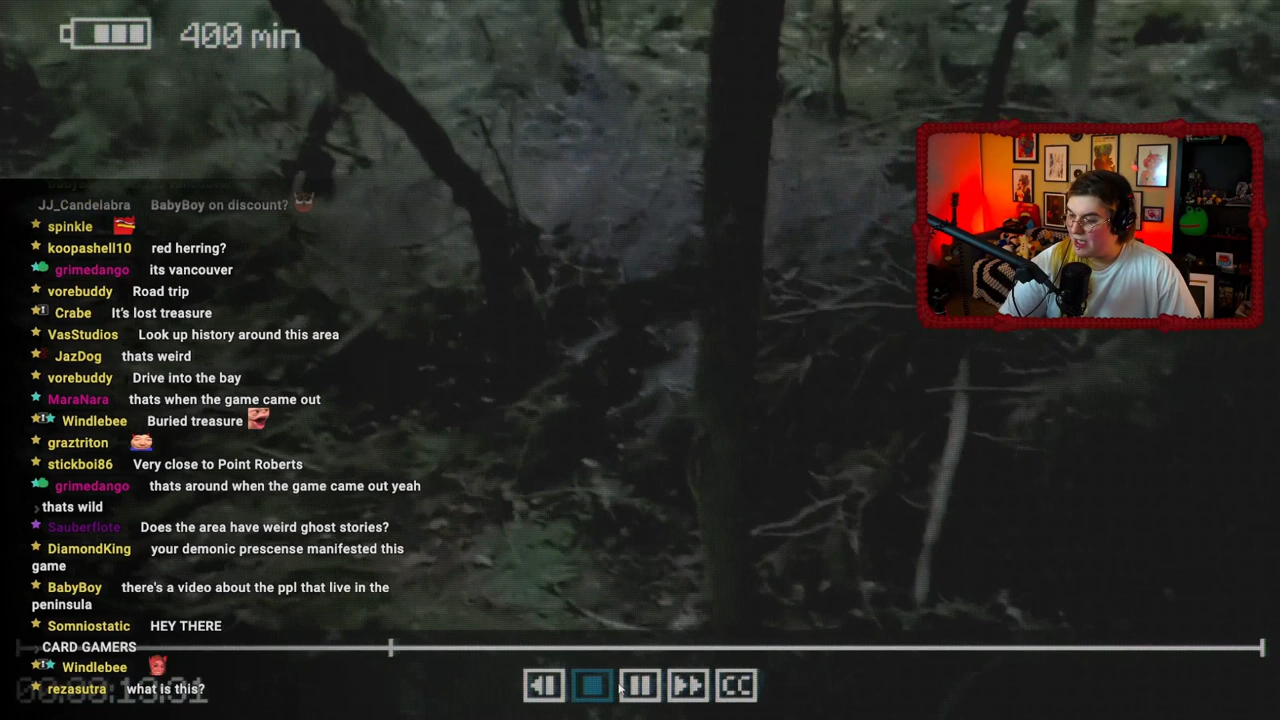 400 min
JJ_Candelabra BabyBoy on discount?
spinkle
koopashell10 red herring?
grimedango its vancouver
vorebuddy Road trip
Crabe It's lost treasure
VasStudios Look up history around this area
JazDog thats weird
vorebuddy Drive into the bay
MaraNara thats when the game came out
Windlebee Buried treasure
graztriton
stickboi86 Very close to Point Roberts
grimedango thats around when the game came out yeah
thats wild
Sauberflote Does the area have weird ghost stories?
DiamondKing your demonic prescense manifested this
game
BabyBoy there's a video about the ppl that live in the
peninsula
Somniostatic HEY THERE
CARD GAMERS
Windlebee
rezasutra what is this?
CC